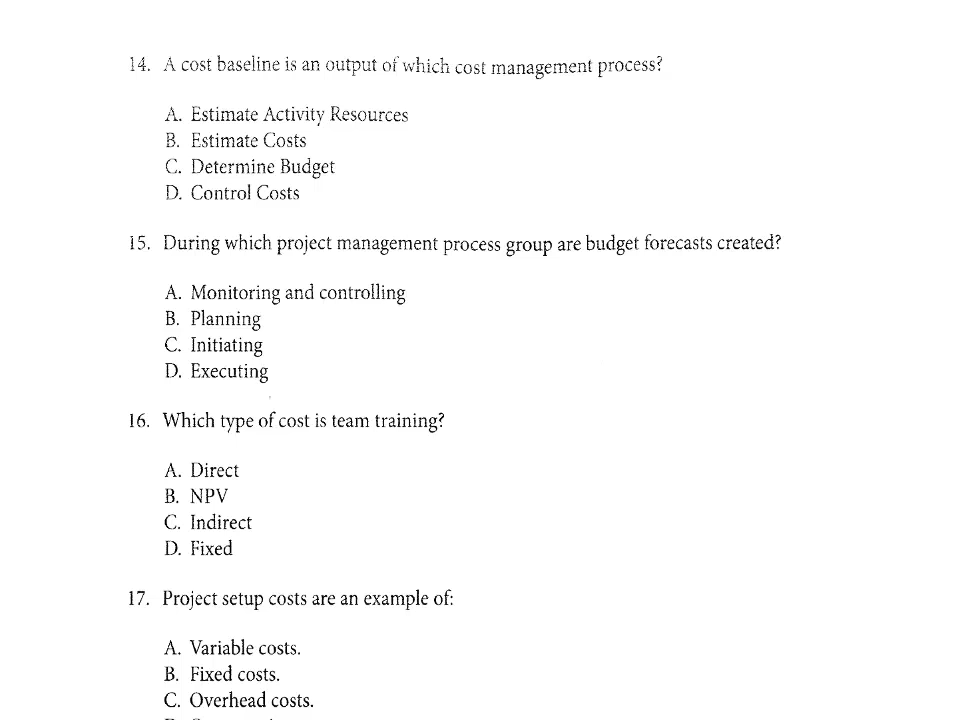 14. A cost baseline is an output of which cost management process?
A. Estimate Activity Resources
B. Estimate Costs
C. Determine Budget
D. Control Costs
15. During which project management process group are budget forecasts created?
A. Monitoring and controlling
B. Planning
C. Initiating
D. Executing
16. Which type of cost is team training?
A. Direct
B. NPV
C. Indirect
D. Fixed
17. Project setup costs are an example of:
A. Variable costs.
B. Fixed costs.
C. Overhead costs.